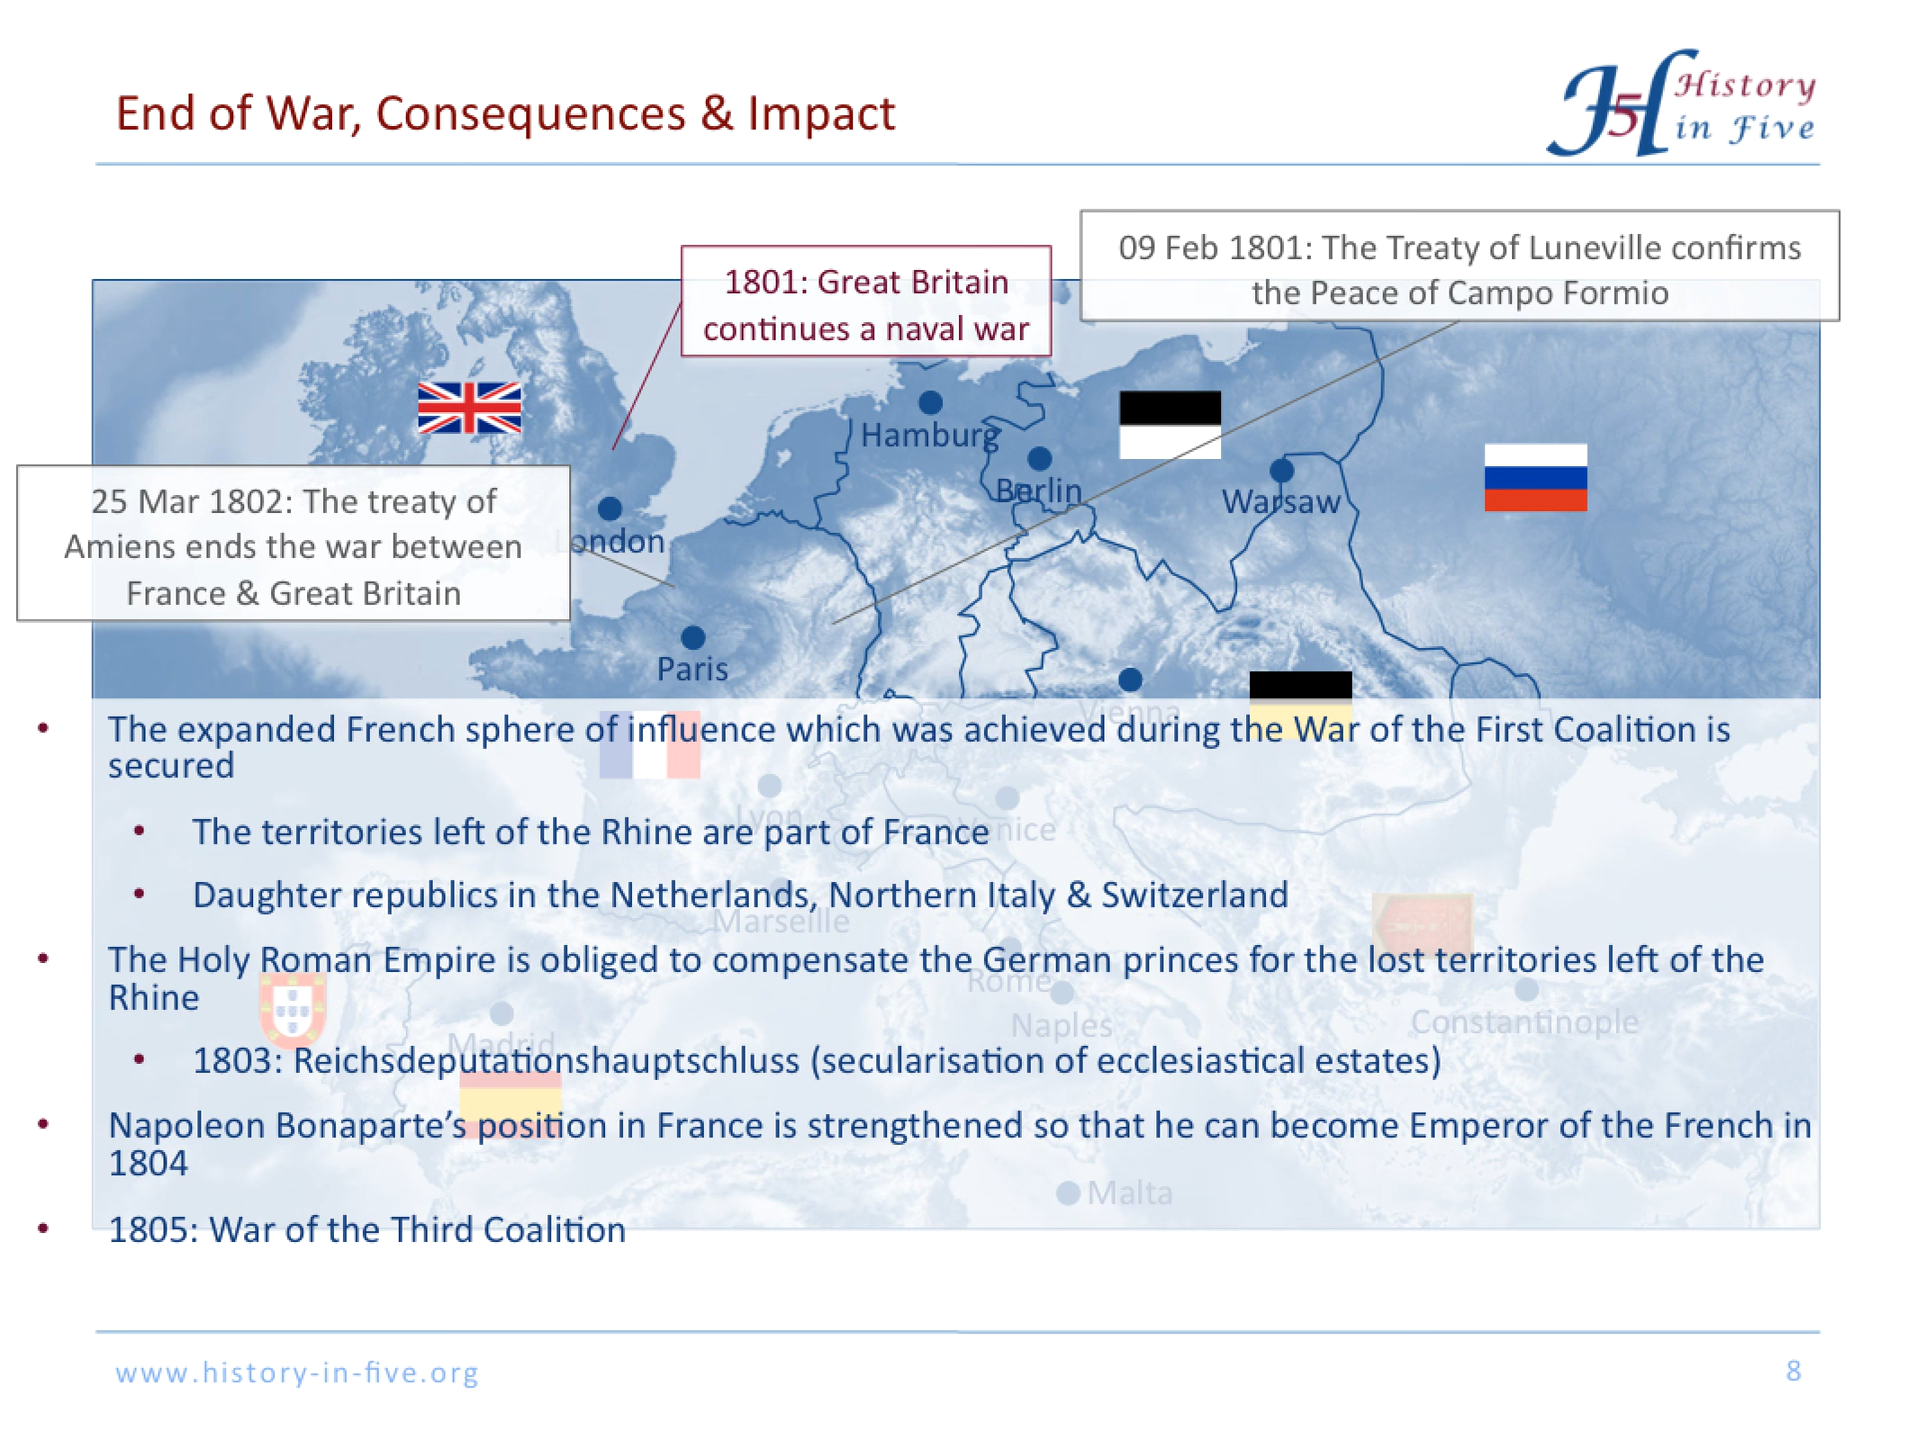 End of War, Consequences & Impact
History
in Five
09 Feb 1801: The Treaty of Luneville confirms
the Peace of Campo Formio
1801: Great Britain
continues a naval war
Hamburg
Berlin
Warsaw
25 Mar 1802: The treaty of
Amiens ends the war between
France & Great Britain
London
Paris
Vienna
• The expanded French sphere of influence which was achieved during the War of the First Coalition is
secured
Lyon
Venice
• The territories left of the Rhine are part of France
• Daughter republics in the Netherlands, Northern Italy & Switzerland
Marseille
• The Holy Roman Empire is obliged to compensate the German princes for the lost territories left of the
Rhine
Rome
Naples
Constantinople
Madrid
• 1803: Reichsdeputationshauptschluss (secularisation of ecclesiastical estates)
• Napoleon Bonaparte’s position in France is strengthened so that he can become Emperor of the French in
1804
Malta
• 1805: War of the Third Coalition
www.history-in-five.org
8